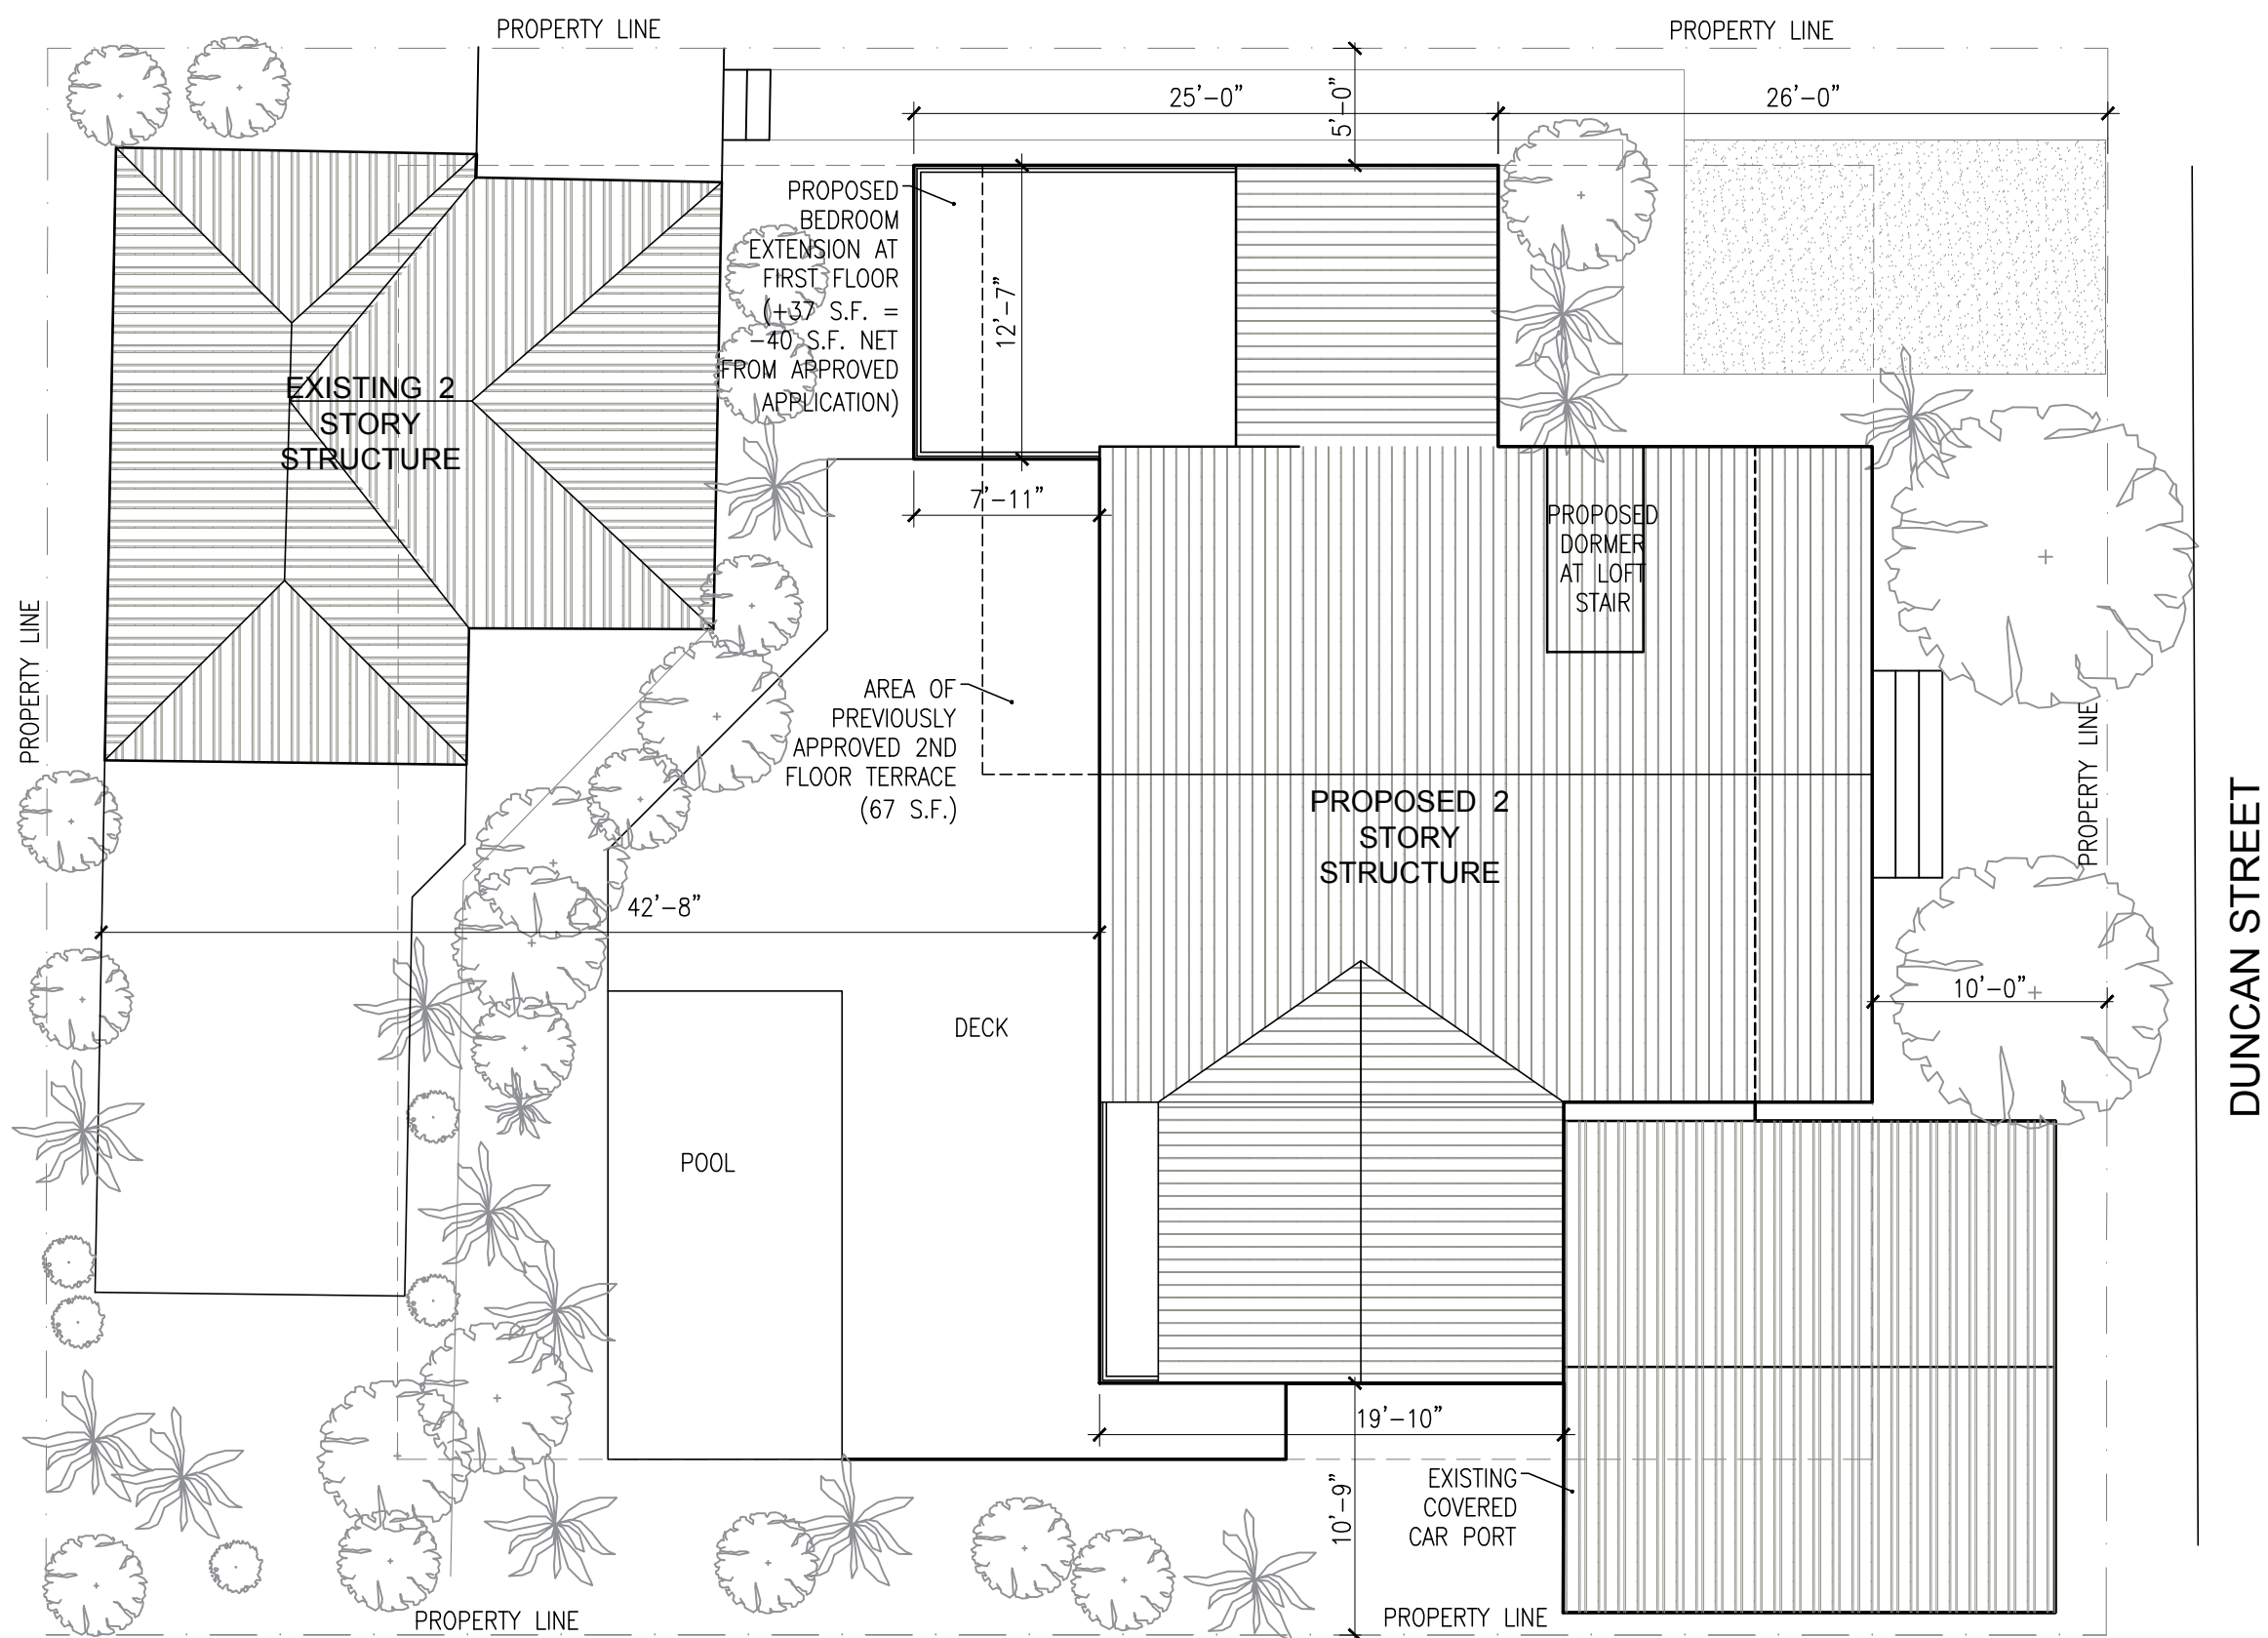 PROPERTY LINE
PROPERTY LINE
25'-0"
5'-0"
26'-0"
PROPOSED
BEDROOM
EXTENSION AT
FIRST FLOOR
(+37 S.F. =
-40 S.F. NET
FROM APPROVED
APPLICATION)
12'-7"
EXISTING 2
STORY
STRUCTURE
7'-11"
PROPOSED
DORMER
AT LOFT
STAIR
PROPERTY LINE
AREA OF
PREVIOUSLY
APPROVED 2ND
FLOOR TERRACE
(67 S.F.)
PROPERTY LINE
PROPOSED 2
STORY
STRUCTURE
DUNCAN STREET
42'-8"
10'-0"
DECK
POOL
19'-10"
10'-9"
EXISTING
COVERED
CAR PORT
PROPERTY LINE
PROPERTY LINE